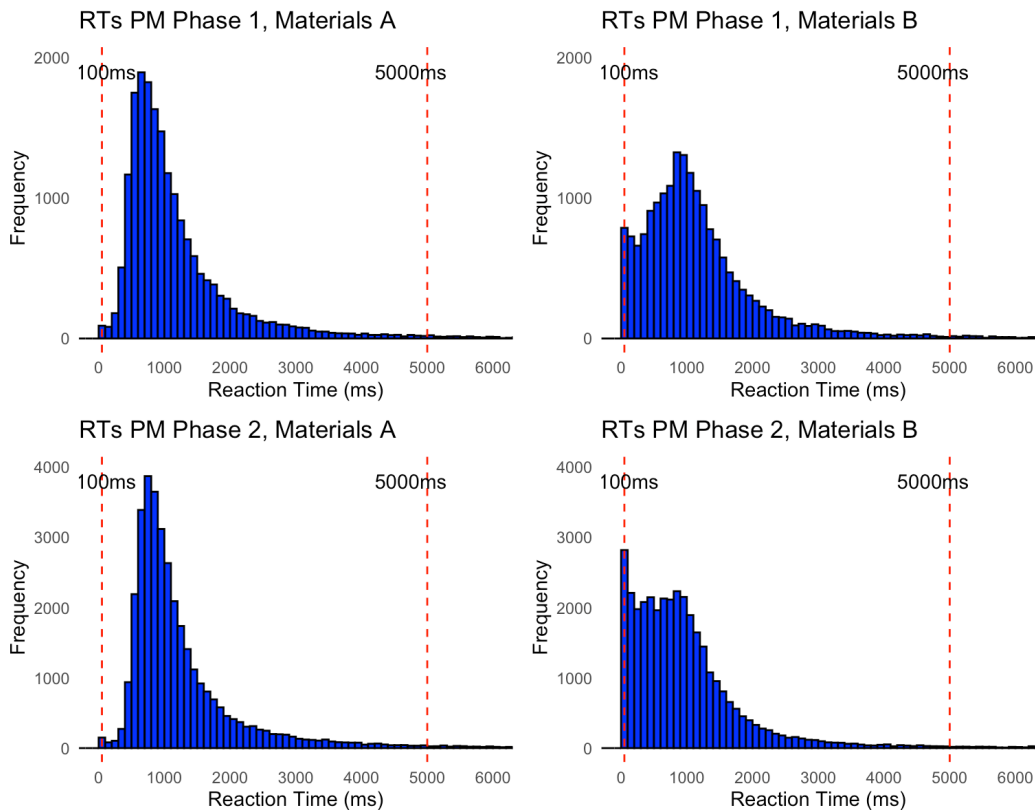 RTs PM Phase 1, Materials A
2000
1000
0
Frequency
100ms
5000ms
0 1000 2000 3000 4000 5000 6000
Reaction Time (ms)
RTs PM Phase 1, Materials B
2000
1000
0
Frequency
100ms
5000ms
0 1000 2000 3000 4000 5000 6000
Reaction Time (ms)
RTs PM Phase 2, Materials A
4000
3000
2000
1000
0
Frequency
100ms
5000ms
0 1000 2000 3000 4000 5000 6000
Reaction Time (ms)
RTs PM Phase 2, Materials B
4000
3000
2000
1000
0
Frequency
100ms
5000ms
0 1000 2000 3000 4000 5000 6000
Reaction Time (ms)